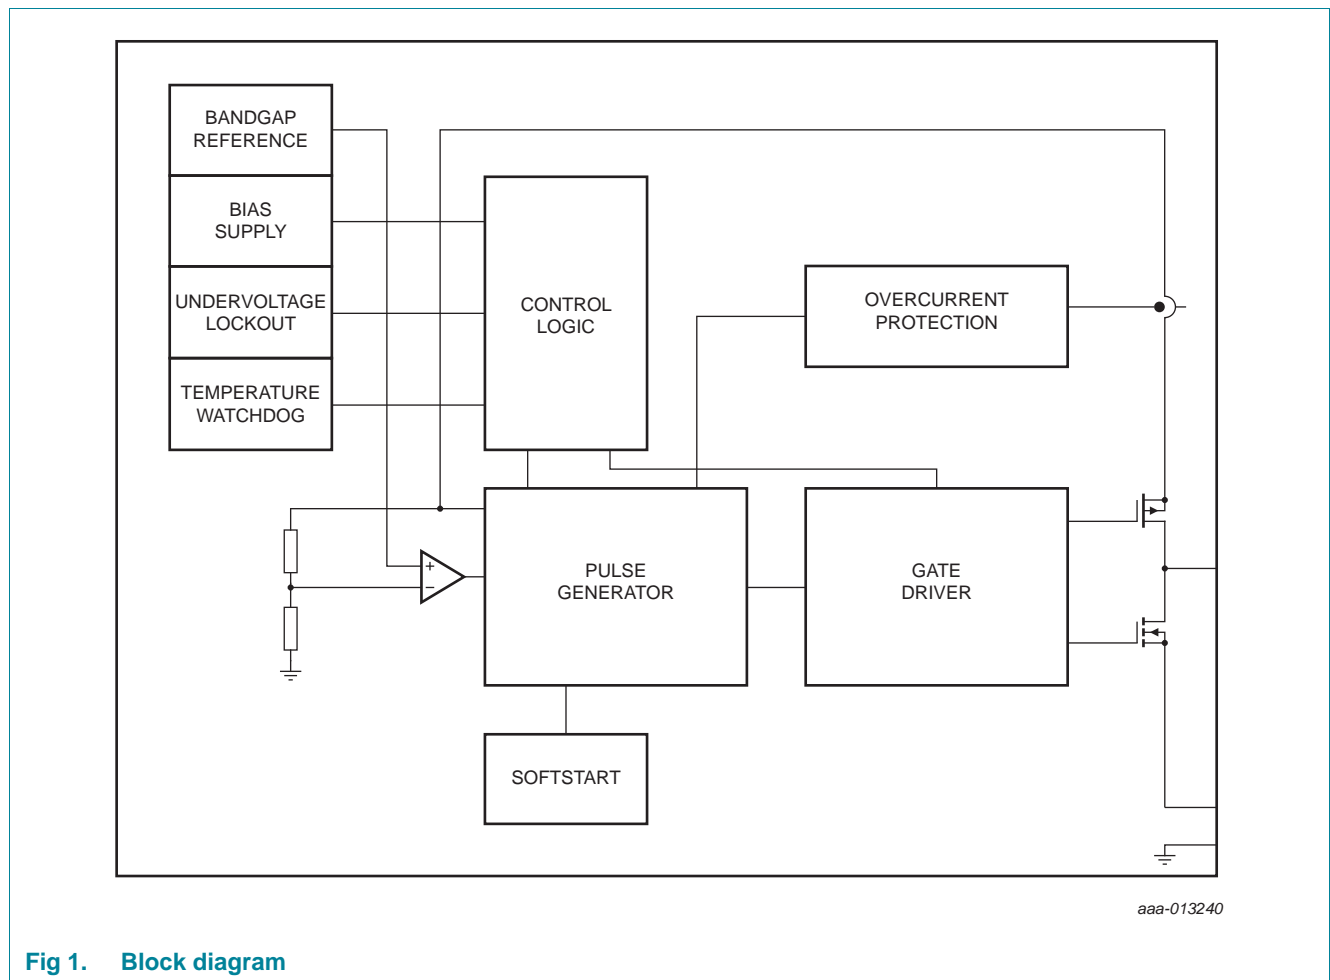 BANDGAP
REFERENCE
BIAS
SUPPLY
UNDERVOLTAGE
LOCKOUT
TEMPERATURE
WATCHDOG
CONTROL
LOGIC
OVERCURRENT
PROTECTION
+
−
PULSE
GENERATOR
GATE
DRIVER
SOFTSTART
aaa-013240
Fig 1. Block diagram